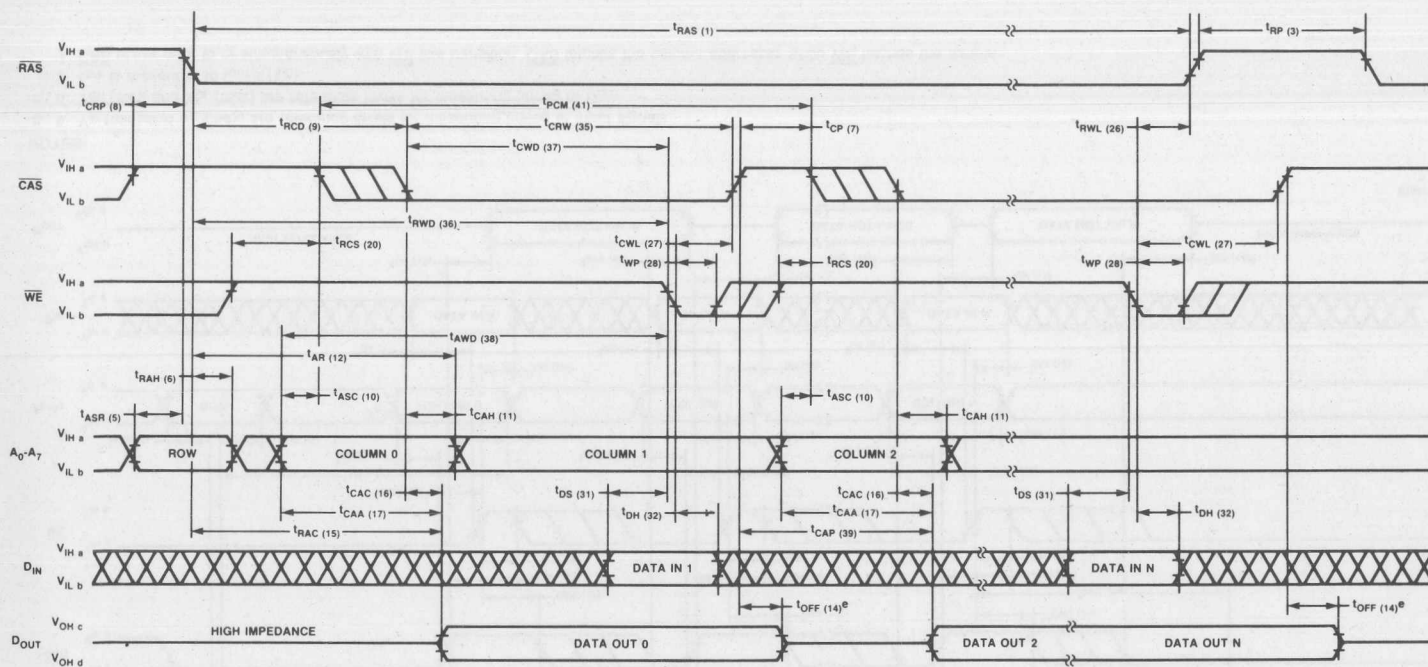 tRAS (1)
tRP (3)
VIH a
RAS
VIL b
tCRP (8)
tPCM (41)
tRCD (9)
tCRW (35)
tCP (7)
tRWL (26)
tCWD (37)
VIH a
CAS
VIL b
tRWD (36)
tRCS (20)
tCWL (27)
tCWL (27)
tWP (28)
tRCS (20)
tWP (28)
VIH a
WE
VIL b
tAWD (38)
tAR (12)
tRAH (6)
tASC (10)
tASC (10)
tASR (5)
tCAH (11)
tCAH (11)
VIH a
A0-A7
ROW
COLUMN 0
COLUMN 1
COLUMN 2
VIL b
tCAC (16)
tDS (31)
tCAC (16)
tDS (31)
tCAA (17)
tDH (32)
tCAA (17)
tDH (32)
tRAC (15)
tCAP (39)
VIH a
DIN
DATA IN 1
DATA IN N
VIL b
tOFF (14)e
tOFF (14)e
VOH c
HIGH IMPEDANCE
DOUT
DATA OUT 0
DATA OUT 2
DATA OUT N
VOH d